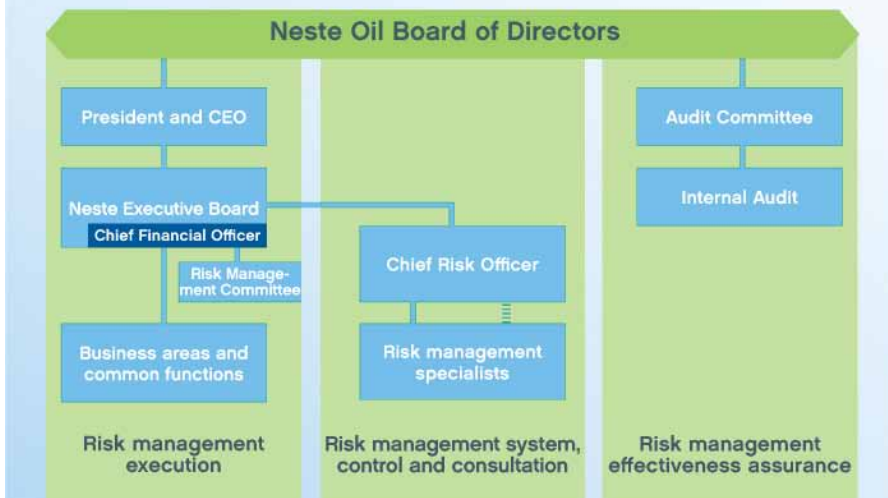 Neste Oil Board of Directors
President and CEO
Neste Executive Board
Chief Financial Officer
Risk Manage-
ment Committee
Business areas and
common functions
Risk management
execution
Chief Risk Officer
Risk management
specialists
Risk management system,
control and consultation
Audit Committee
Internal Audit
Risk management
effectiveness assurance